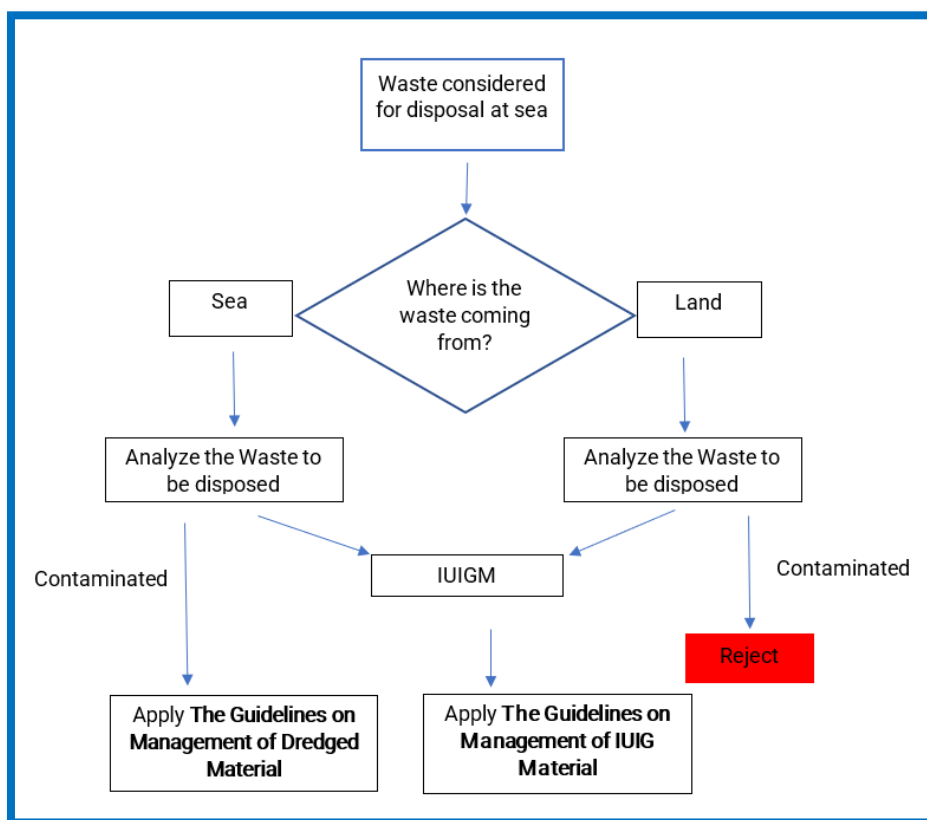 Waste considered
for disposal at sea
Where is the
waste coming
from?
Sea
Land
Analyze the Waste to
be disposed
Analyze the Waste to
be disposed
Contaminated
IUIGM
Contaminated
Reject
Apply The Guidelines on
Management of Dredged
Material
Apply The Guidelines on
Management of IUIG
Material